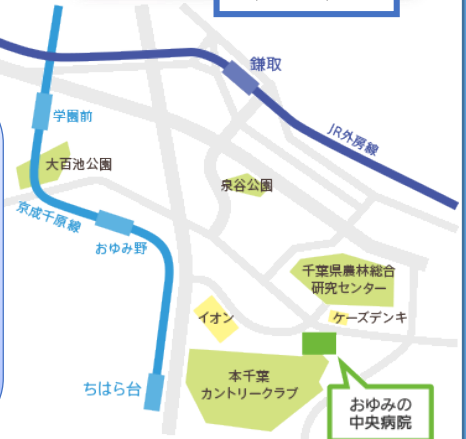 鎌取
学園前
JR外房線
大百池公園
泉谷公園
京成千原線
おゆみ野
千葉県農林総合
研究センター
イオン
ケーズデンキ
本千葉
カントリークラブ
ちはら台
おゆみの
中央病院